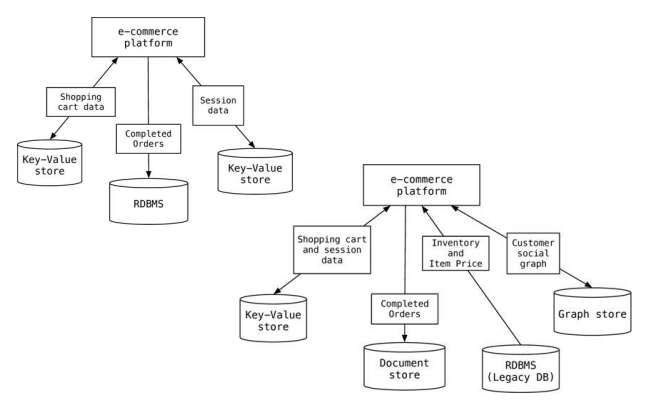 e-commerce
platform
Shopping
cart data
Session
data
Completed
Orders
Key-Value
store
Key-Value
store
RDBMS
e-commerce
platform
Shopping cart
and session
data
Inventory
and
Item Price
Customer
social
graph
Completed
Orders
Key-Value
store
Graph store
Document
store
RDBMS
(Legacy DB)